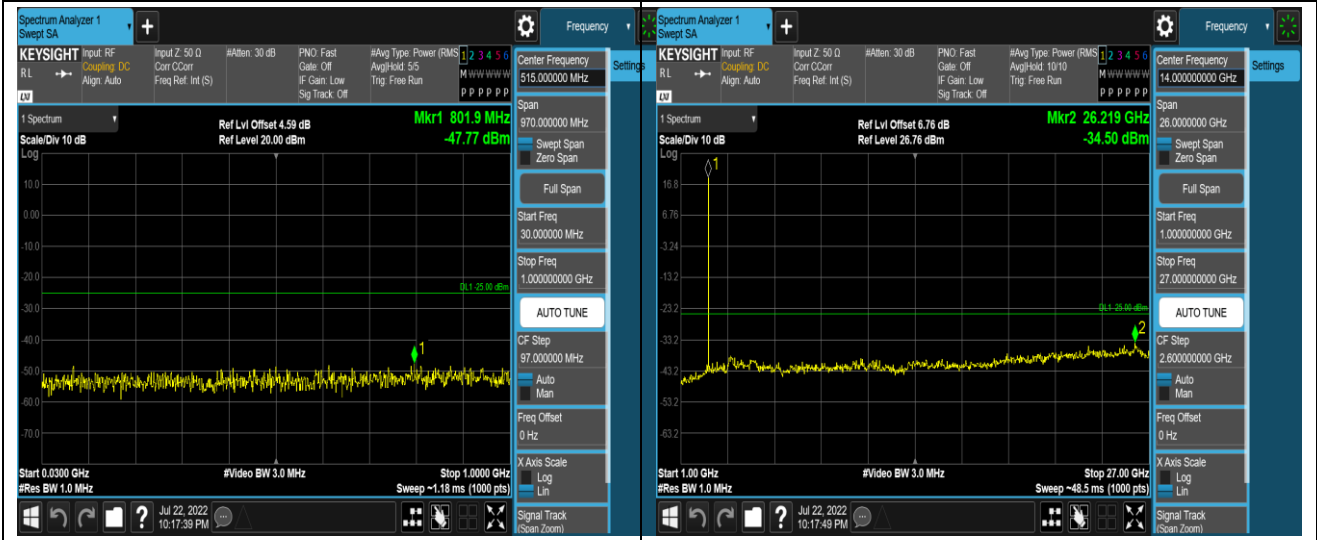 Spectrum Analyzer 1
Swept SA
+
Frequency
KEYSIGHT
RL
LXI
Input: RF
Coupling: DC
Align: Auto
Input Z: 50 Ω
Corr CCorr
Freq Ref: Int (S)
#Atten: 30 dB
PNO: Fast
Gate: Off
IF Gain: Low
Sig Track: Off
#Avg Type: Power (RMS
Avg|Hold: 5/5
Trig: Free Run
1 2 3 4 5 6
M W W W W W
P P P P P P
1 Spectrum
Scale/Div 10 dB
Log
Ref Lvl Offset 4.59 dB
Ref Level 20.00 dBm
Mkr1 801.9 MHz
-47.77 dBm
10.0
0.00
-10.0
-20.0
-30.0
-40.0
-50.0
-60.0
-70.0
DL1 -25.00 dBm
1
Start 0.0300 GHz
#Res BW 1.0 MHz
#Video BW 3.0 MHz
Stop 1.0000 GHz
Sweep ~1.18 ms (1000 pts)
Center Frequency
515.000000 MHz
Span
970.000000 MHz
Swept Span
Zero Span
Full Span
Start Freq
30.000000 MHz
Stop Freq
1.000000000 GHz
AUTO TUNE
CF Step
97.000000 MHz
Auto
Man
Freq Offset
0 Hz
X Axis Scale
Log
Lin
Signal Track
(Span Zoom)
Settings
?
Jul 22, 2022
10:17:39 PM
Spectrum Analyzer 1
Swept SA
+
Frequency
KEYSIGHT
RL
LXI
Input: RF
Coupling: DC
Align: Auto
Input Z: 50 Ω
Corr CCorr
Freq Ref: Int (S)
#Atten: 30 dB
PNO: Fast
Gate: Off
IF Gain: Low
Sig Track: Off
#Avg Type: Power (RMS
Avg|Hold: 10/10
Trig: Free Run
1 2 3 4 5 6
M W W W W W
P P P P P P
1 Spectrum
Scale/Div 10 dB
Log
Ref Lvl Offset 6.76 dB
Ref Level 26.76 dBm
Mkr2 26.219 GHz
-34.50 dBm
16.8
6.76
-3.24
-13.2
-23.2
-33.2
-43.2
-53.2
-63.2
1
DL1 -25.00 dBm
2
Start 1.00 GHz
#Res BW 1.0 MHz
#Video BW 3.0 MHz
Stop 27.00 GHz
Sweep ~48.5 ms (1000 pts)
Center Frequency
14.000000000 GHz
Span
26.0000000 GHz
Swept Span
Zero Span
Full Span
Start Freq
1.000000000 GHz
Stop Freq
27.000000000 GHz
AUTO TUNE
CF Step
2.600000000 GHz
Auto
Man
Freq Offset
0 Hz
X Axis Scale
Log
Lin
Signal Track
(Span Zoom)
Settings
?
Jul 22, 2022
10:17:49 PM